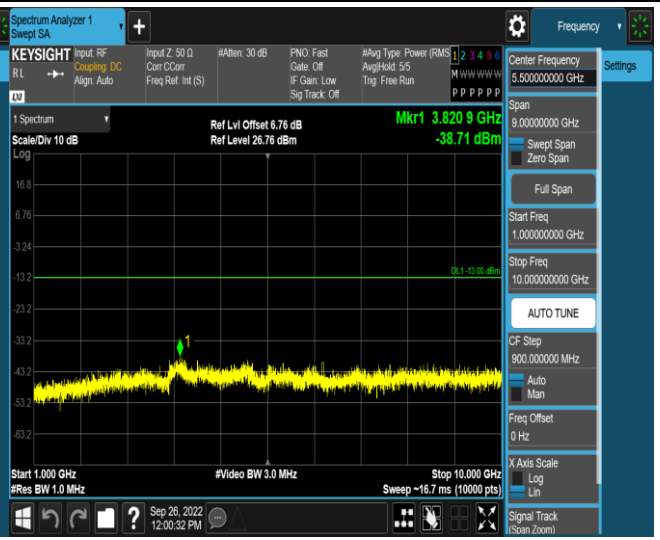 Spectrum Analyzer 1
Swept SA
+
Frequency
KEYSIGHT
R L
LXI
Input: RF
Coupling: DC
Align: Auto
Input Z: 50 Ω
Corr CCorr
Freq Ref: Int (S)
#Atten: 30 dB
PNO: Fast
Gate: Off
IF Gain: Low
Sig Track: Off
#Avg Type: Power (RMS
Avg|Hold: 5/5
Trig: Free Run
1 2 3 4 5 6
M W W W W W
P P P P P P
1 Spectrum
Scale/Div 10 dB
Ref Lvl Offset 6.76 dB
Ref Level 26.76 dBm
Mkr1 3.820 9 GHz
-38.71 dBm
Log
16.8
6.76
-3.24
-13.2
-23.2
-33.2
-43.2
-53.2
-63.2
DL1 -13.00 dBm
1
Start 1.000 GHz
#Res BW 1.0 MHz
#Video BW 3.0 MHz
Stop 10.000 GHz
Sweep ~16.7 ms (10000 pts)
?
Sep 26, 2022
12:00:32 PM
Center Frequency
5.500000000 GHz
Settings
Span
9.00000000 GHz
Swept Span
Zero Span
Full Span
Start Freq
1.000000000 GHz
Stop Freq
10.000000000 GHz
AUTO TUNE
CF Step
900.000000 MHz
Auto
Man
Freq Offset
0 Hz
X Axis Scale
Log
Lin
Signal Track
(Span Zoom)